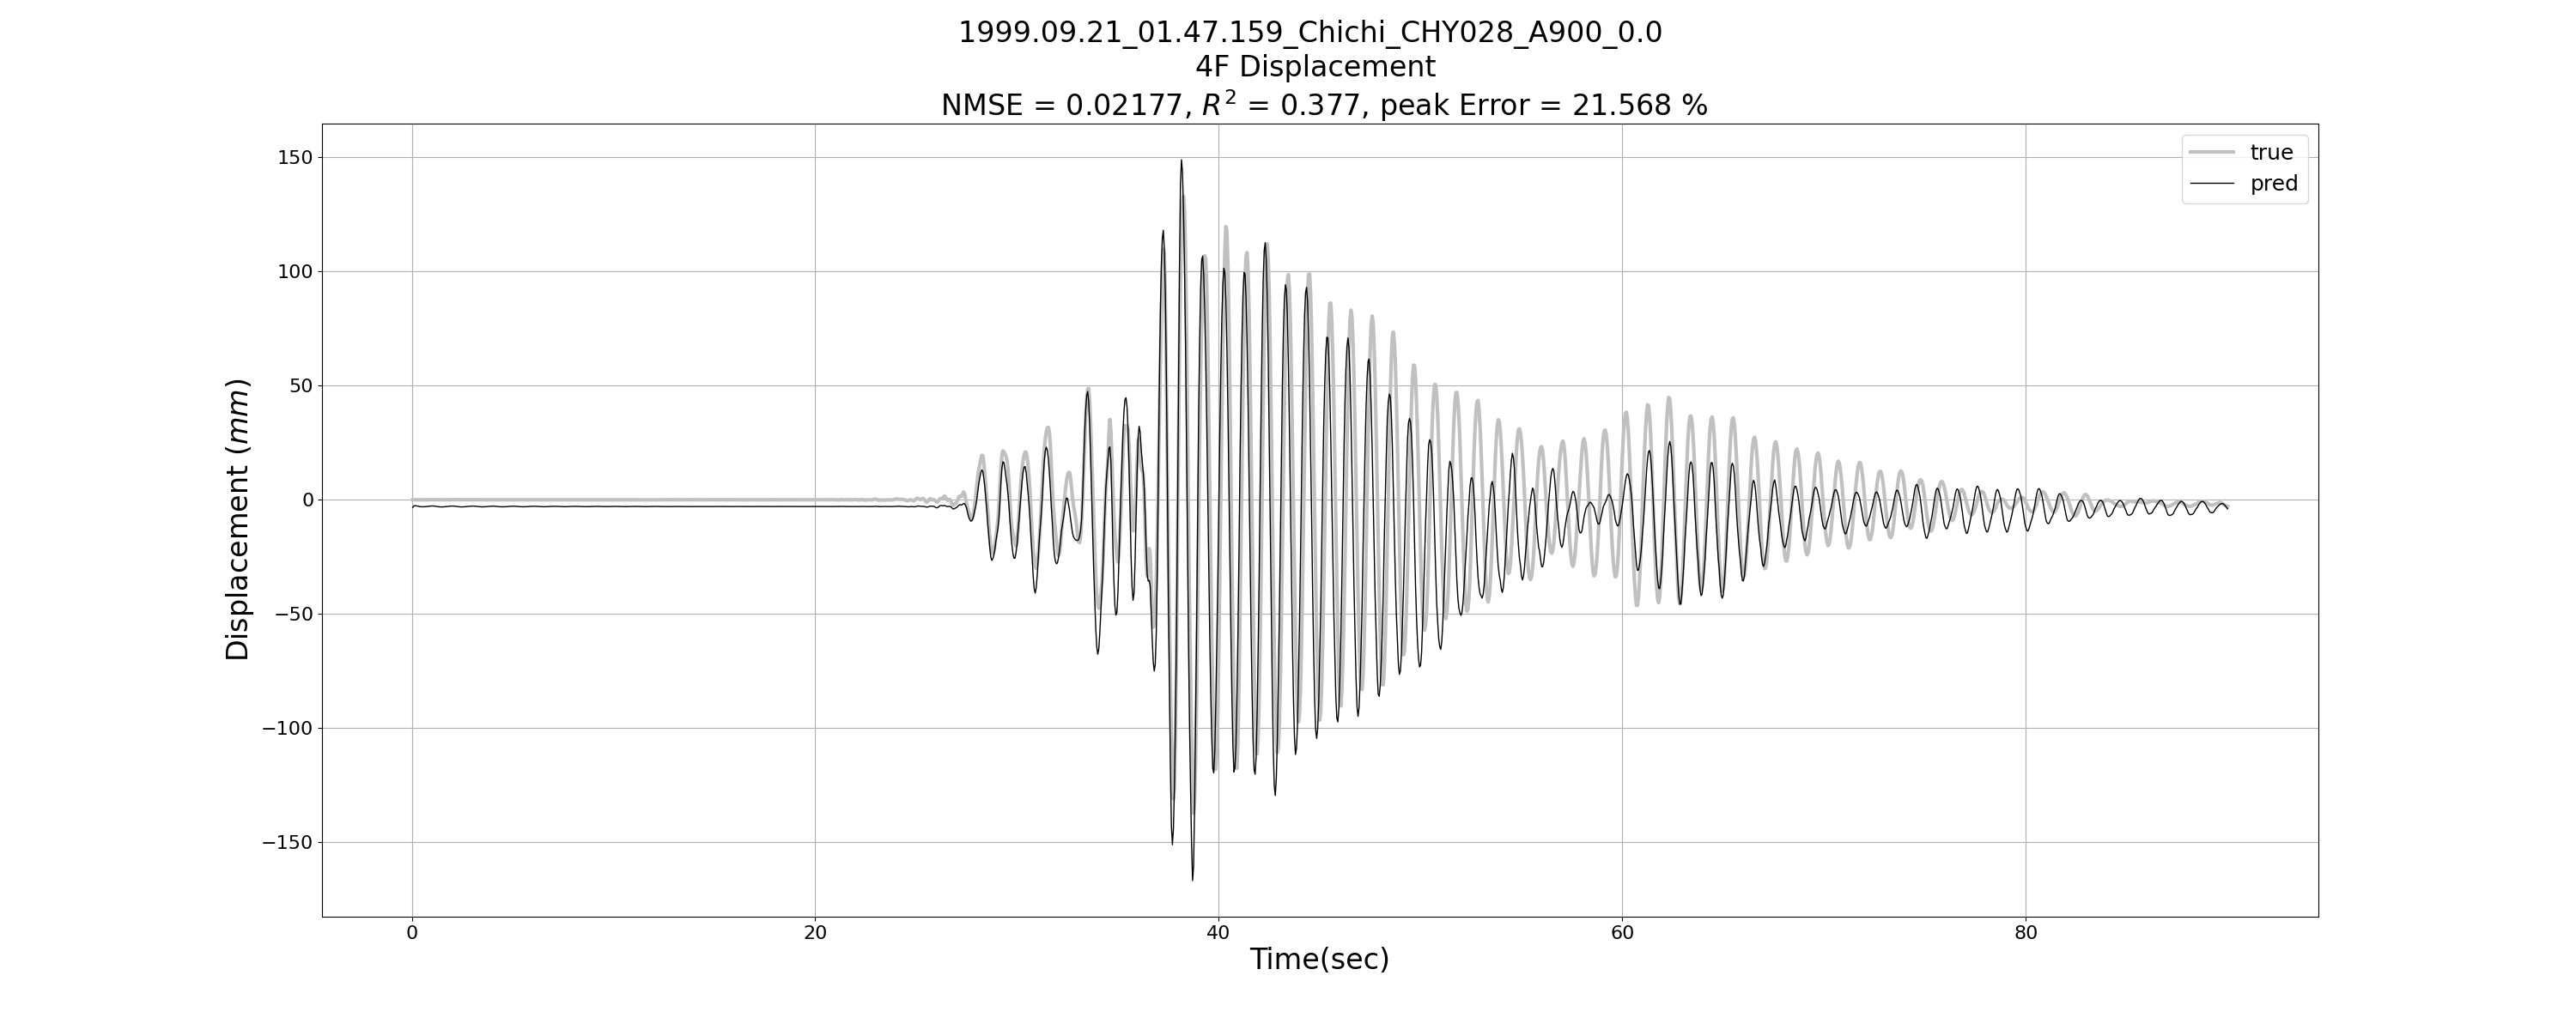 1999.09.21_01.47.159_Chichi_CHY028_A900_0.0
4F Displacement
NMSE = 0.02177, R² = 0.377, peak Error = 21.568 %
true
pred
150
100
50
0
−50
−100
−150
Displacement (mm)
0 20 40 60 80
Time(sec)